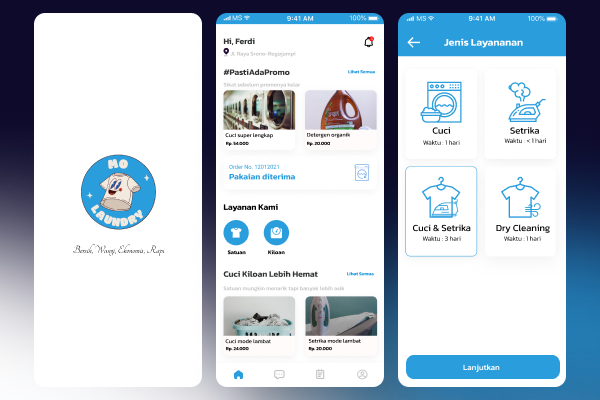 MO
LAUNDRY
Bersih, Wangi, Ekonomis, Rapi
MS 9:41 AM 100%
Hi, Ferdi
Jl. Raya Srono-Rogojampi
#PastiAdaPromo
Lihat Semua
Sikat sebelum promonya kelar
Cuci super lengkap
Rp. 54.000
Detergen organik
Rp. 20.000
Order No. 12012021
Pakaian diterima
Layanan Kami
Satuan
Kiloan
Cuci Kiloan Lebih Hemat
Lihat Semua
Satuan mungkin menarik tapi banyak lebih asik
Cuci mode lambat
Rp. 24.000
Setrika mode lambat
Rp. 20.000
MS 9:41 AM 100%
Jenis Layananan
Cuci
Waktu : 1 hari
Setrika
Waktu : < 1 hari
Cuci & Setrika
Waktu : 3 hari
Dry Cleaning
Waktu : 1 hari
Lanjutkan